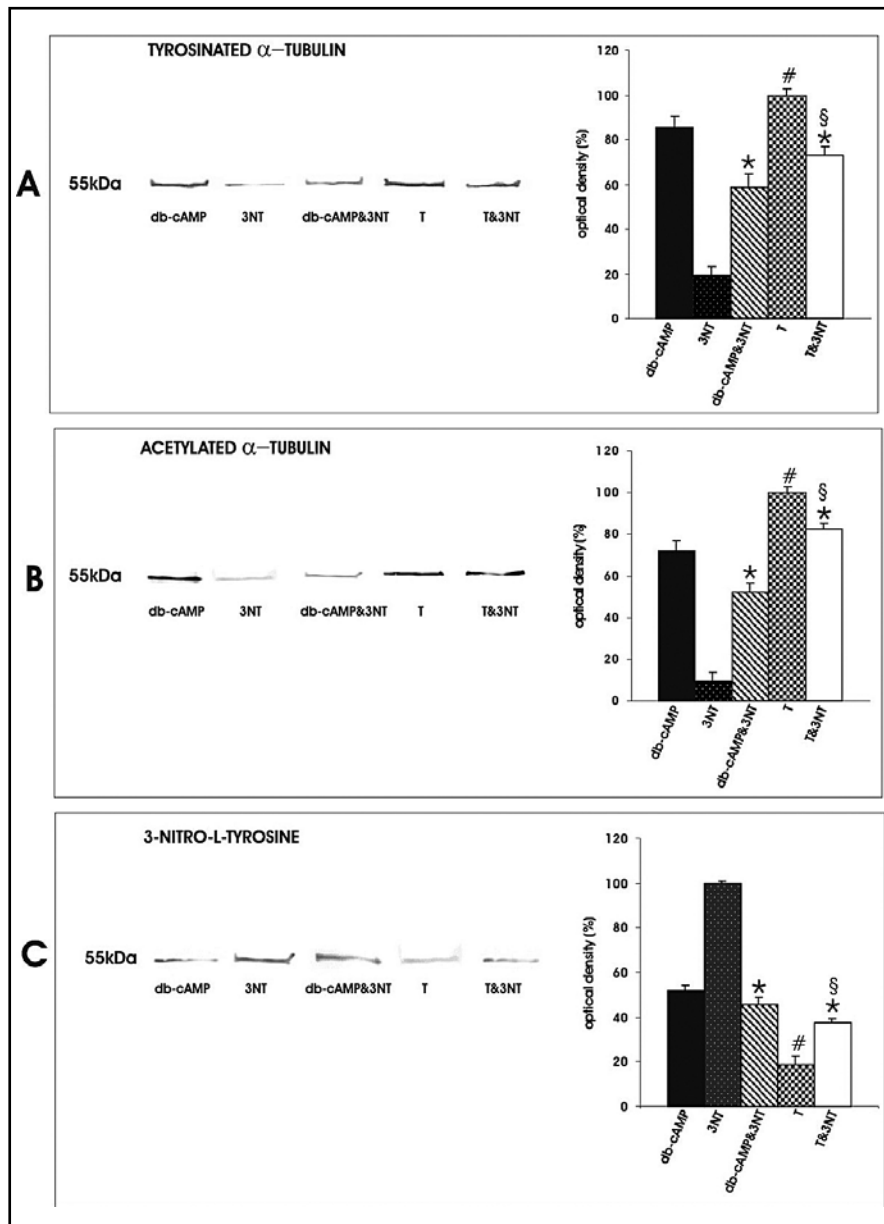 A
TYROSINATED α–TUBULIN
55kDa
db-cAMP 3NT db-cAMP&3NT T T&3NT
optical density (%)
120
100
80
60
40
20
0
* # § *
db-cAMP 3NT db-cAMP&3NT T T&3NT
B
ACETYLATED α–TUBULIN
55kDa
db-cAMP 3NT db-cAMP&3NT T T&3NT
optical density (%)
120
100
80
60
40
20
0
* # § *
db-cAMP 3NT db-cAMP&3NT T T&3NT
C
3-NITRO-L-TYROSINE
55kDa
db-cAMP 3NT db-cAMP&3NT T T&3NT
optical density (%)
120
100
80
60
40
20
0
* # § *
db-cAMP 3NT db-cAMP&3NT T T&3NT